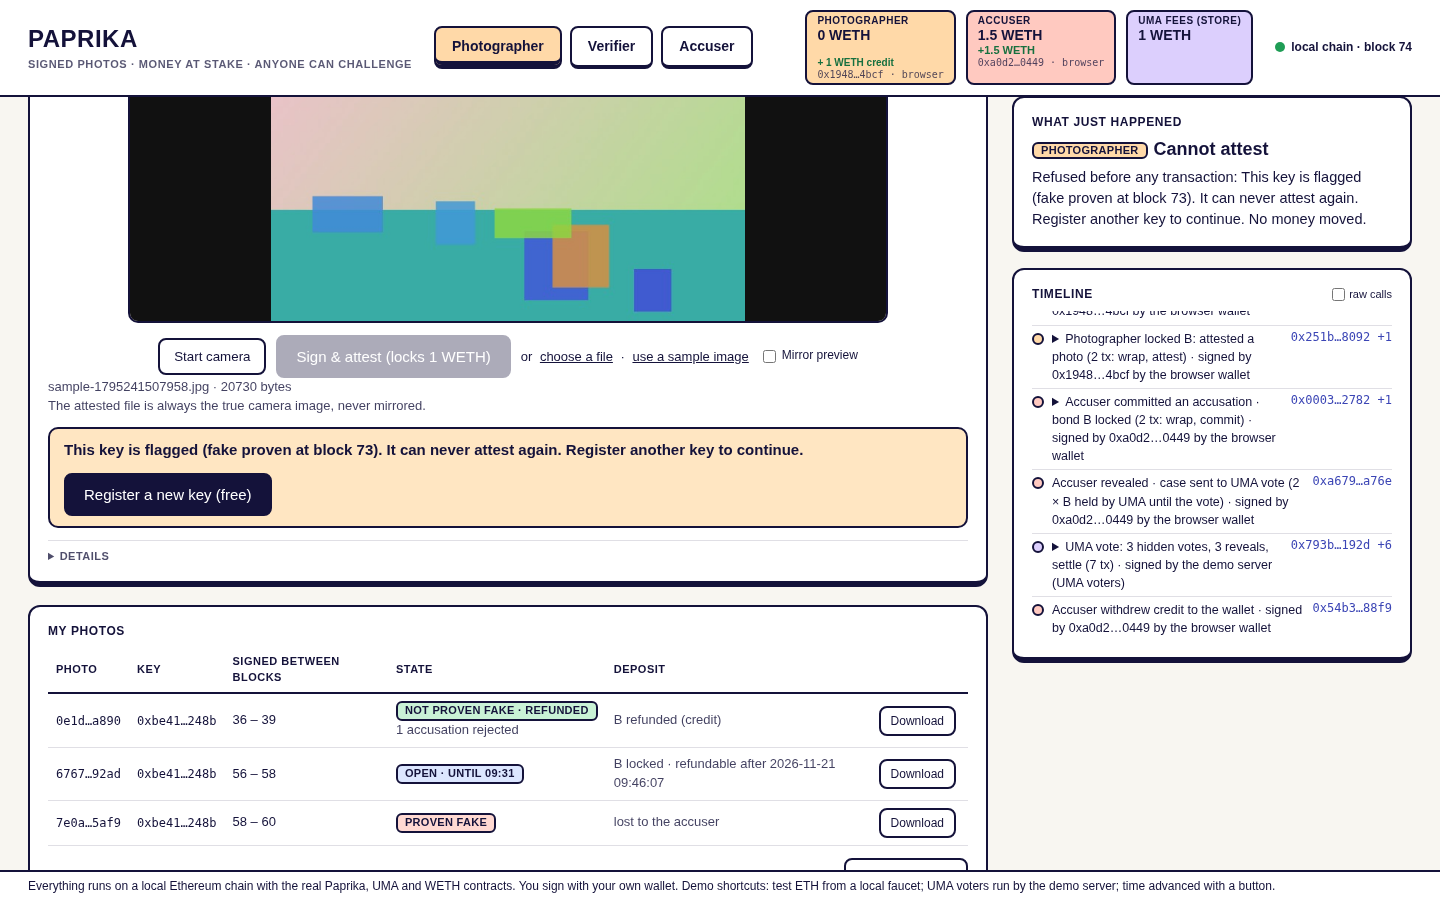 PAPRIKA
SIGNED PHOTOS · MONEY AT STAKE · ANYONE CAN CHALLENGE
Photographer
Verifier
Accuser
PHOTOGRAPHER
0 WETH
+ 1 WETH credit
0x1948…4bcf · browser
ACCUSER
1.5 WETH
+1.5 WETH
0xa0d2…0449 · browser
UMA FEES (STORE)
1 WETH
local chain · block 74
Start camera
Sign & attest (locks 1 WETH)
or choose a file · use a sample image
Mirror preview
sample-1795241507958.jpg · 20730 bytes
The attested file is always the true camera image, never mirrored.
This key is flagged (fake proven at block 73). It can never attest again. Register another key to continue.
Register a new key (free)
DETAILS
MY PHOTOS
PHOTO KEY SIGNED BETWEEN BLOCKS STATE DEPOSIT
0e1d…a890 0xbe41…248b 36 – 39 NOT PROVEN FAKE · REFUNDED B refunded (credit) Download
1 accusation rejected
6767…92ad 0xbe41…248b 56 – 58 OPEN · UNTIL 09:31 B locked · refundable after 2026-11-21 Download
09:46:07
7e0a…5af9 0xbe41…248b 58 – 60 PROVEN FAKE lost to the accuser Download
WHAT JUST HAPPENED
PHOTOGRAPHER Cannot attest
Refused before any transaction: This key is flagged
(fake proven at block 73). It can never attest again.
Register another key to continue. No money moved.
TIMELINE
raw calls
0x1948…4bcf by the browser wallet
Photographer locked B: attested a 0x251b…8092 +1
photo (2 tx: wrap, attest) · signed by
0x1948…4bcf by the browser wallet
Accuser committed an accusation · 0x0003…2782 +1
bond B locked (2 tx: wrap, commit) ·
signed by 0xa0d2…0449 by the browser
wallet
Accuser revealed · case sent to UMA vote (2 0xa679…a76e
× B held by UMA until the vote) · signed by
0xa0d2…0449 by the browser wallet
UMA vote: 3 hidden votes, 3 reveals, 0x793b…192d +6
settle (7 tx) · signed by the demo server
(UMA voters)
Accuser withdrew credit to the wallet · signed 0x54b3…88f9
by 0xa0d2…0449 by the browser wallet
Everything runs on a local Ethereum chain with the real Paprika, UMA and WETH contracts. You sign with your own wallet. Demo shortcuts: test ETH from a local faucet; UMA voters run by the demo server; time advanced with a button.